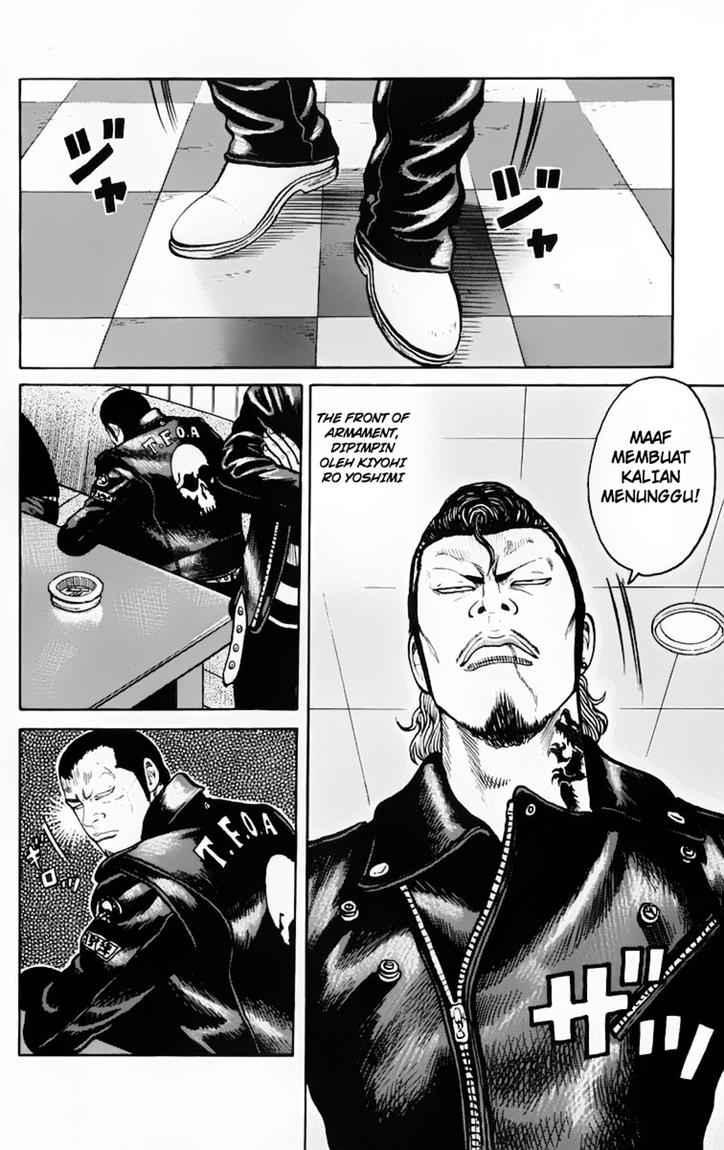 ジャ
ジャ
T.F.O.A
THE FRONT OF
ARMAMENT,
DIPIMPIN
OLEH KIYOHI
RO YOSHIMI
MAAF
MEMBUAT
KALIAN
MENUNGGU!
T.F.O.A
ギロッ
ザッ